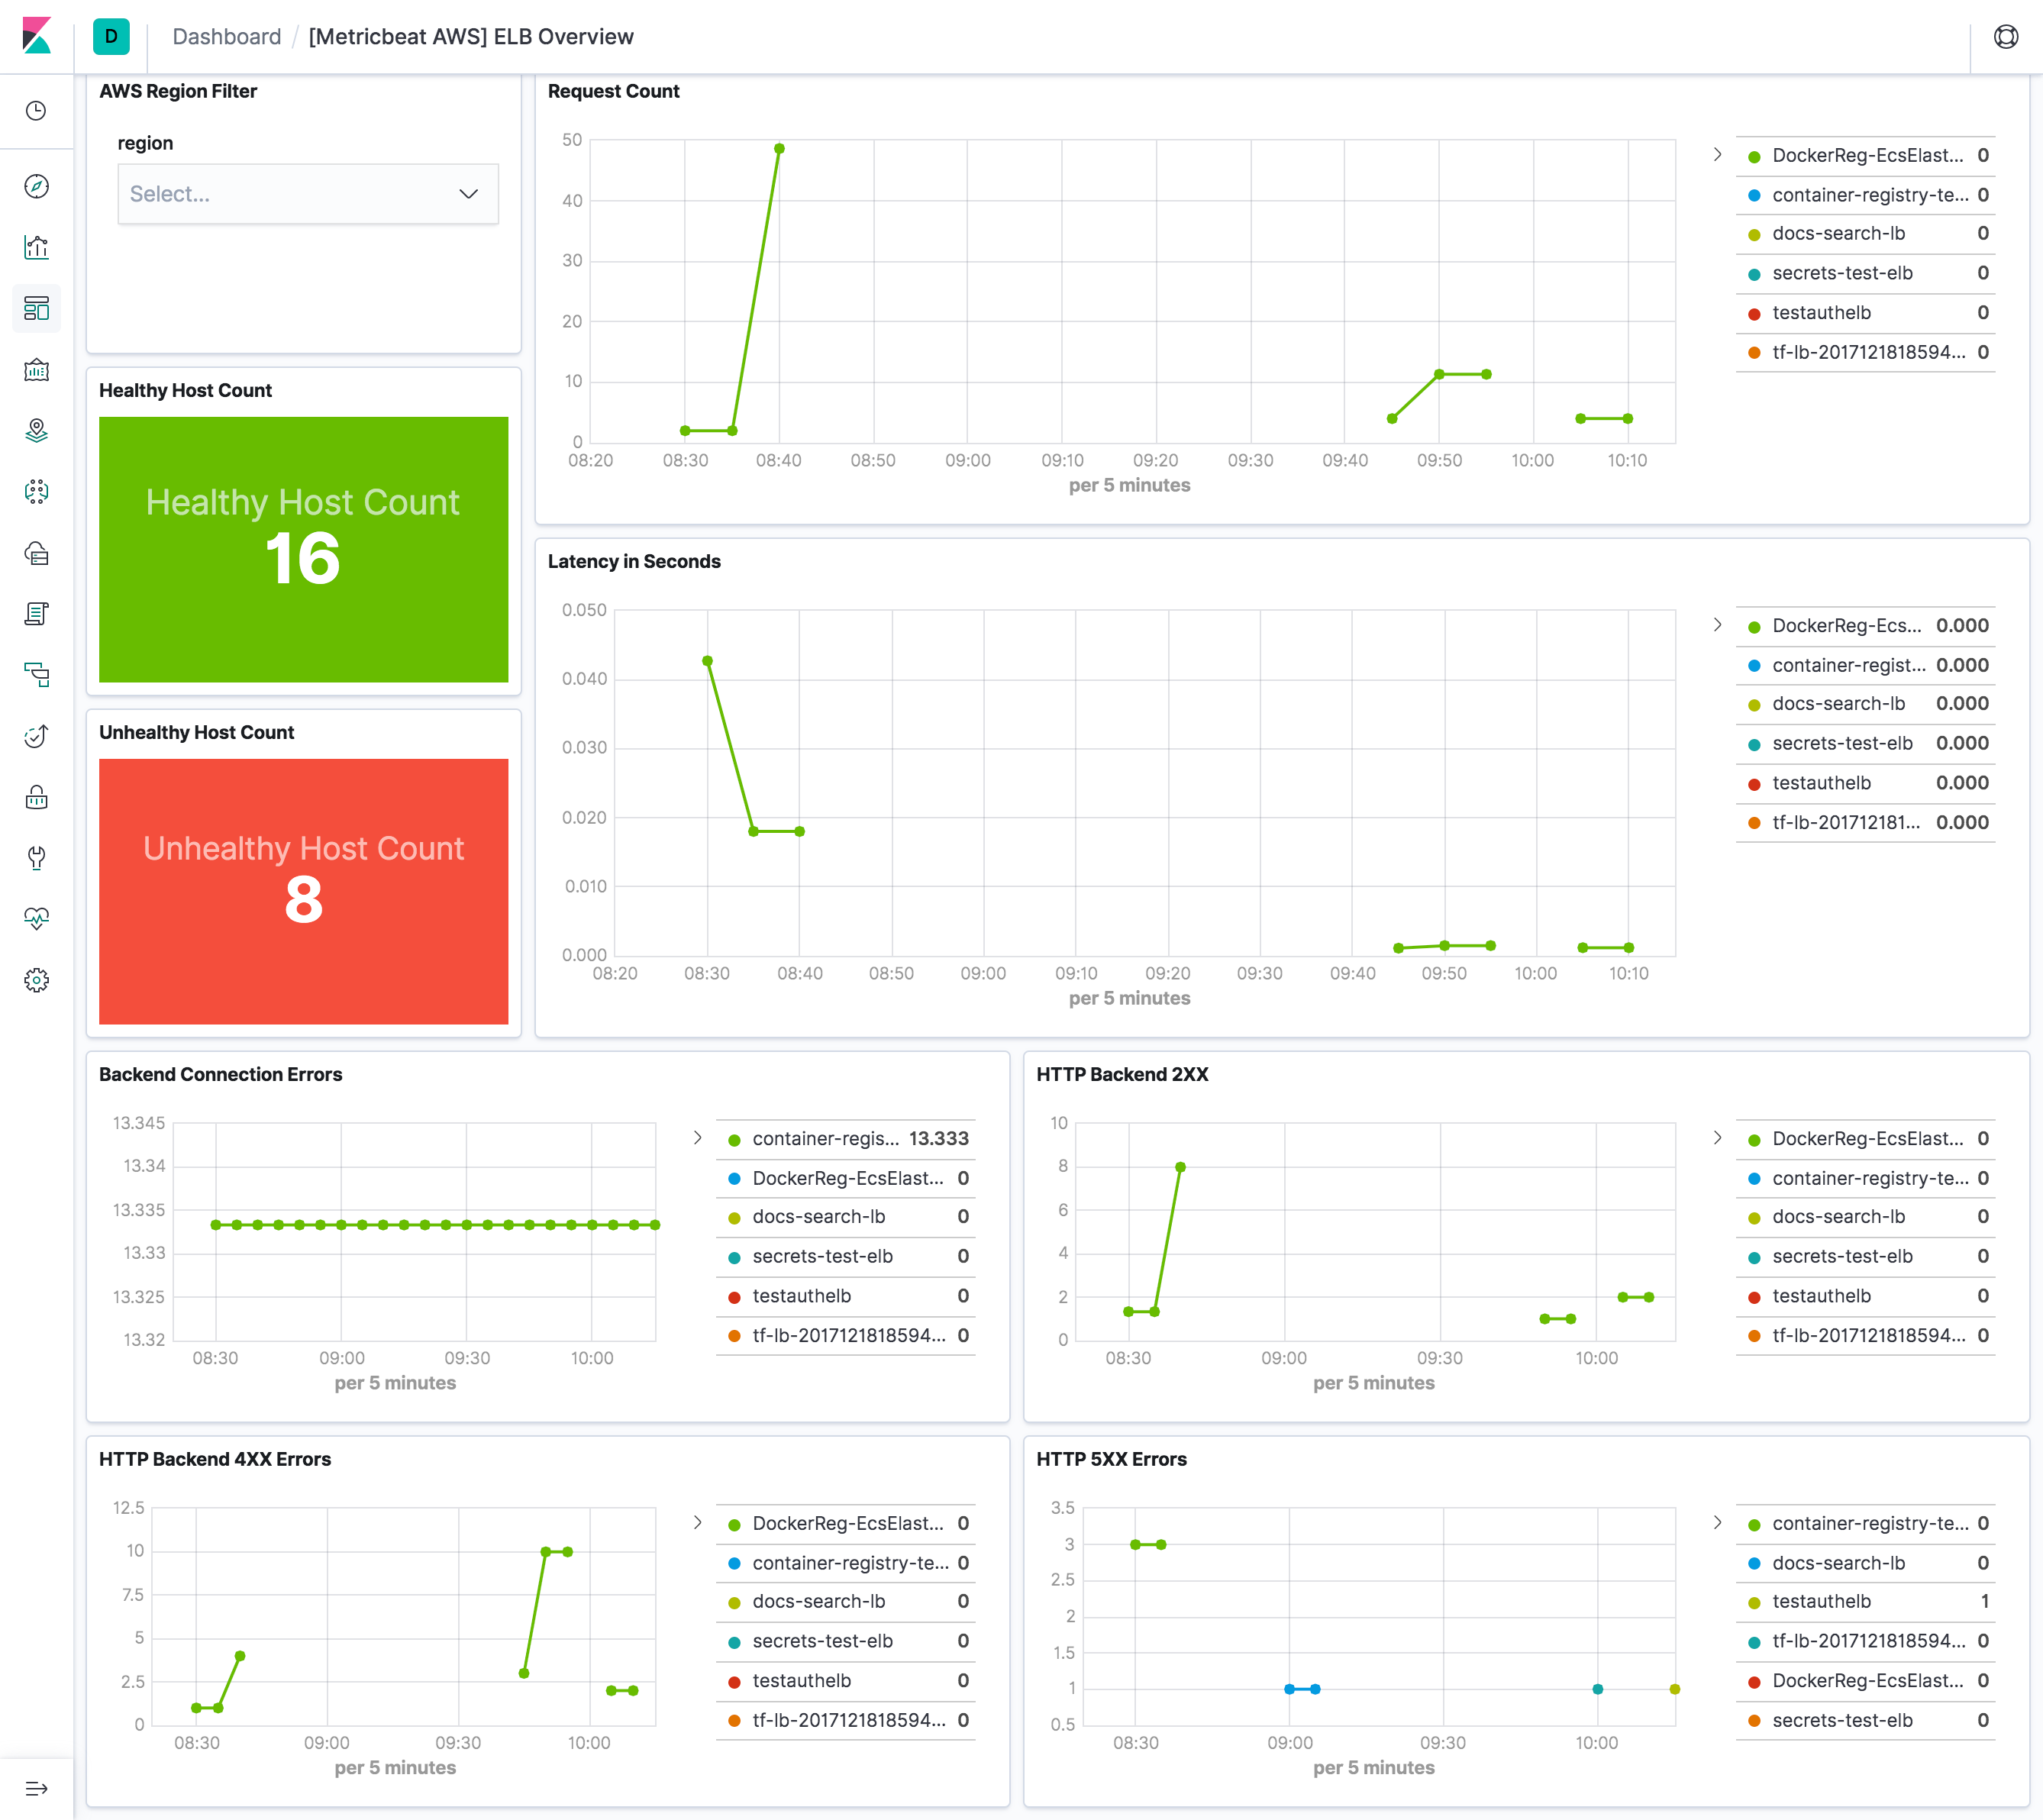 D Dashboard / [Metricbeat AWS] ELB Overview
AWS Region Filter
region
Select...
Request Count
50
40
30
20
10
0
08:20 08:30 08:40 08:50 09:00 09:10 09:20 09:30 09:40 09:50 10:00 10:10
per 5 minutes
DockerReg-EcsElast... 0
container-registry-te... 0
docs-search-lb 0
secrets-test-elb 0
testauthelb 0
tf-lb-2017121818594... 0
Healthy Host Count
Healthy Host Count
16
Latency in Seconds
0.050
0.040
0.030
0.020
0.010
0.000
08:20 08:30 08:40 08:50 09:00 09:10 09:20 09:30 09:40 09:50 10:00 10:10
per 5 minutes
DockerReg-Ecs... 0.000
container-regist... 0.000
docs-search-lb 0.000
secrets-test-elb 0.000
testauthelb 0.000
tf-lb-201712181... 0.000
Unhealthy Host Count
Unhealthy Host Count
8
Backend Connection Errors
13.345
13.34
13.335
13.33
13.325
13.32
08:30 09:00 09:30 10:00
per 5 minutes
container-regis... 13.333
DockerReg-EcsElast... 0
docs-search-lb 0
secrets-test-elb 0
testauthelb 0
tf-lb-2017121818594... 0
HTTP Backend 2XX
10
8
6
4
2
0
08:30 09:00 09:30 10:00
per 5 minutes
DockerReg-EcsElast... 0
container-registry-te... 0
docs-search-lb 0
secrets-test-elb 0
testauthelb 0
tf-lb-2017121818594... 0
HTTP Backend 4XX Errors
12.5
10
7.5
5
2.5
0
08:30 09:00 09:30 10:00
per 5 minutes
DockerReg-EcsElast... 0
container-registry-te... 0
docs-search-lb 0
secrets-test-elb 0
testauthelb 0
tf-lb-2017121818594... 0
HTTP 5XX Errors
3.5
3
2.5
2
1.5
1
0.5
08:30 09:00 09:30 10:00
per 5 minutes
container-registry-te... 0
docs-search-lb 0
testauthelb 1
tf-lb-2017121818594... 0
DockerReg-EcsElast... 0
secrets-test-elb 0